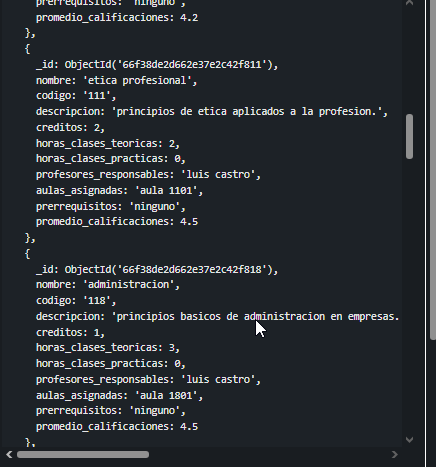 prerrequisitos: 'ninguno',
promedio_calificaciones: 4.2
},
{
_id: ObjectId('66f38de2d662e37e2c42f811'),
nombre: 'etica profesional',
codigo: '111',
descripcion: 'principios de etica aplicados a la profesion.',
creditos: 2,
horas_clases_teoricas: 2,
horas_clases_practicas: 0,
profesores_responsables: 'luis castro',
aulas_asignadas: 'aula 1101',
prerrequisitos: 'ninguno',
promedio_calificaciones: 4.5
},
{
_id: ObjectId('66f38de2d662e37e2c42f818'),
nombre: 'administracion',
codigo: '118',
descripcion: 'principios basicos de administracion en empresas.
creditos: 1,
horas_clases_teoricas: 3,
horas_clases_practicas: 0,
profesores_responsables: 'luis castro',
aulas_asignadas: 'aula 1801',
prerrequisitos: 'ninguno',
promedio_calificaciones: 4.5
},